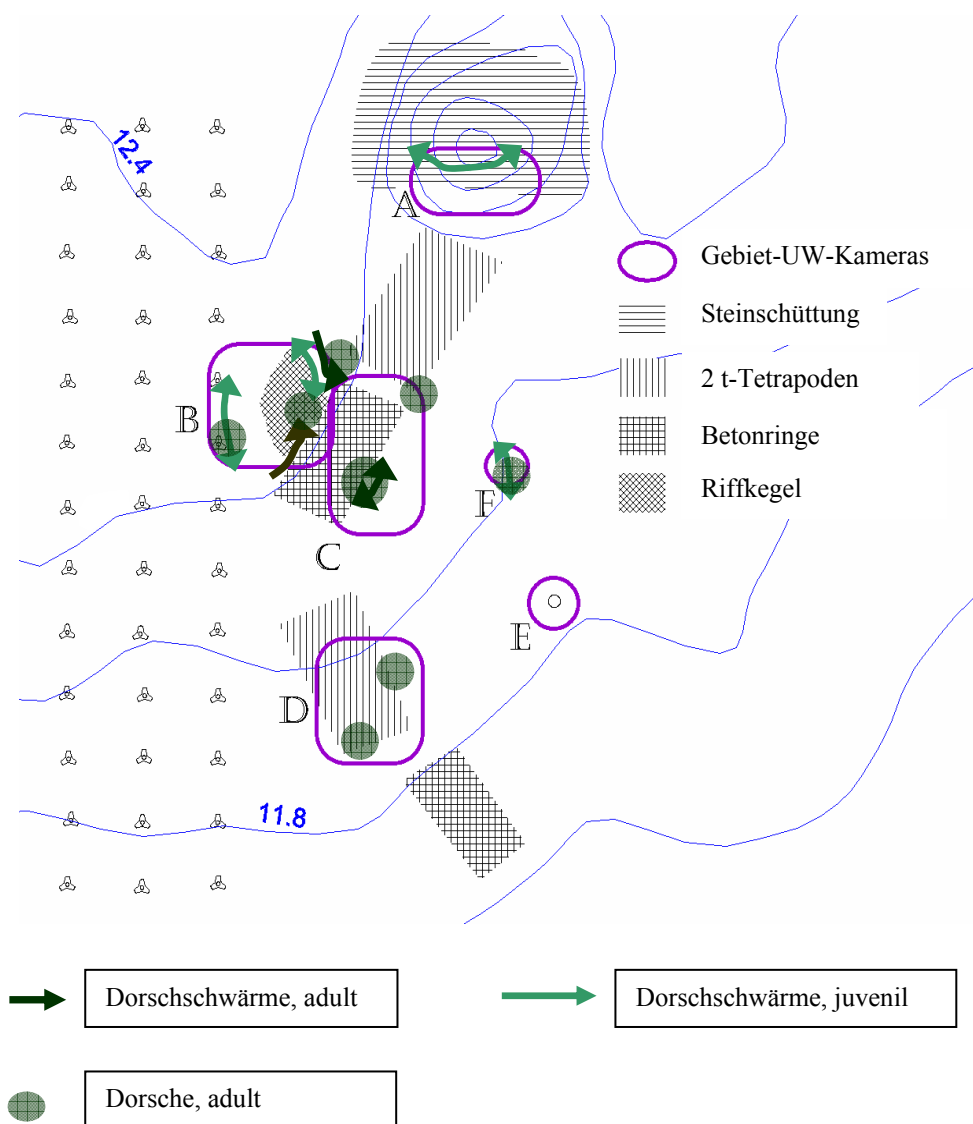 12.4
A
Gebiet-UW-Kameras
Steinschüttung
2 t-Tetrapoden
B
Betonringe
Riffkegel
F
C
E
D
11.8
Dorschschwärme, adult
Dorschschwärme, juvenil
Dorsche, adult